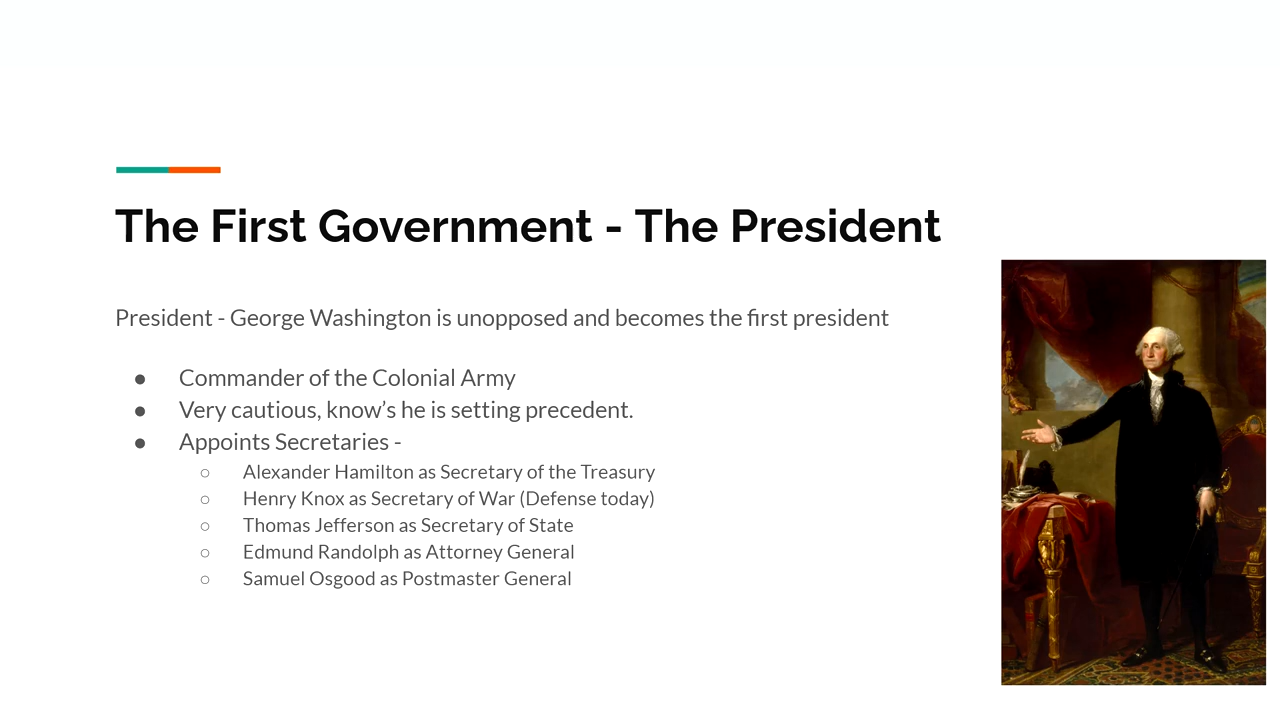 The First Government - The President
President - George Washington is unopposed and becomes the first president
● Commander of the Colonial Army
● Very cautious, know’s he is setting precedent.
● Appoints Secretaries -
○ Alexander Hamilton as Secretary of the Treasury
○ Henry Knox as Secretary of War (Defense today)
○ Thomas Jefferson as Secretary of State
○ Edmund Randolph as Attorney General
○ Samuel Osgood as Postmaster General